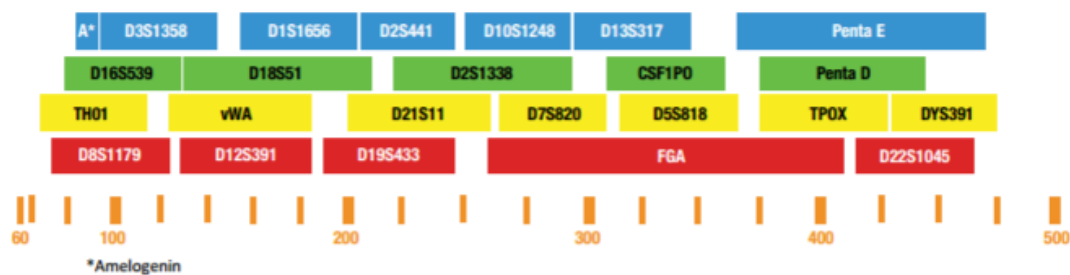 A* D3S1358 D1S1656 D2S441 D10S1248 D13S317 Penta E
D16S539 D18S51 D2S1338 CSF1PO Penta D
TH01 vWA D21S11 D7S820 D5S818 TPOX DYS391
D8S1179 D12S391 D19S433 FGA D22S1045
60 100 200 300 400 500
*Amelogenin